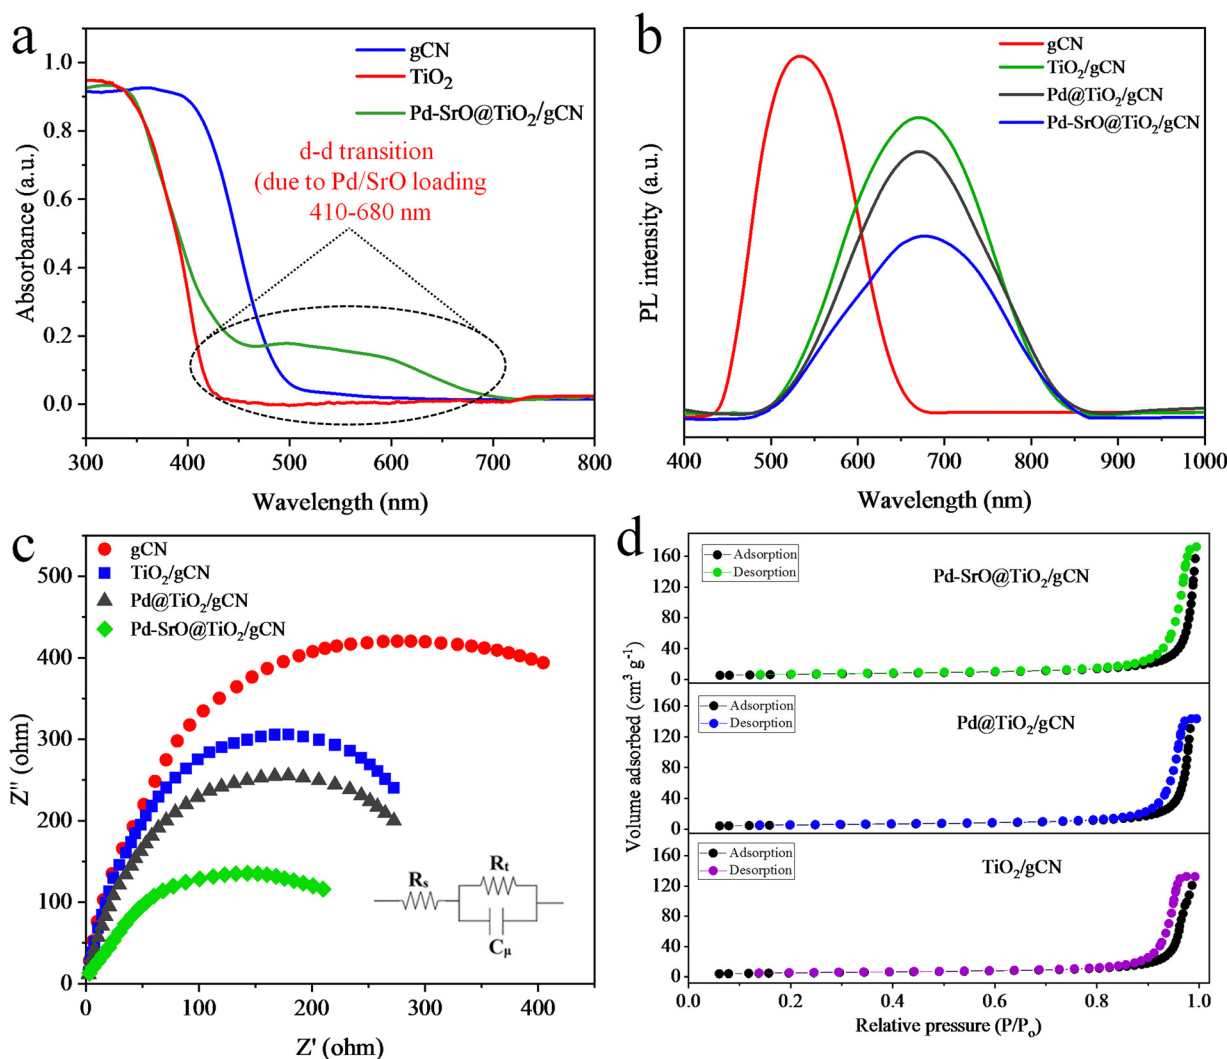 a
gCN
TiO₂
Pd-SrO@TiO₂/gCN
d-d transition
(due to Pd/SrO loading
410-680 nm
1.0
0.8
0.6
0.4
0.2
0.0
Absorbance (a.u.)
300
400
500
600
700
800
Wavelength (nm)
b
gCN
TiO₂/gCN
Pd@TiO₂/gCN
Pd-SrO@TiO₂/gCN
PL intensity (a.u.)
400
500
600
700
800
900
1000
Wavelength (nm)
c
gCN
TiO₂/gCN
Pd@TiO₂/gCN
Pd-SrO@TiO₂/gCN
500
400
300
200
100
0
Z'' (ohm)
Rₛ
Rₜ
C_μ
0
100
200
300
400
Z' (ohm)
d
Adsorption
Desorption
Pd-SrO@TiO₂/gCN
160
120
80
40
0
Adsorption
Desorption
Pd@TiO₂/gCN
160
120
80
40
0
Adsorption
Desorption
TiO₂/gCN
160
120
80
40
0
Volume adsorbed (cm³ g⁻¹)
0.0
0.2
0.4
0.6
0.8
1.0
Relative pressure (P/Pₒ)